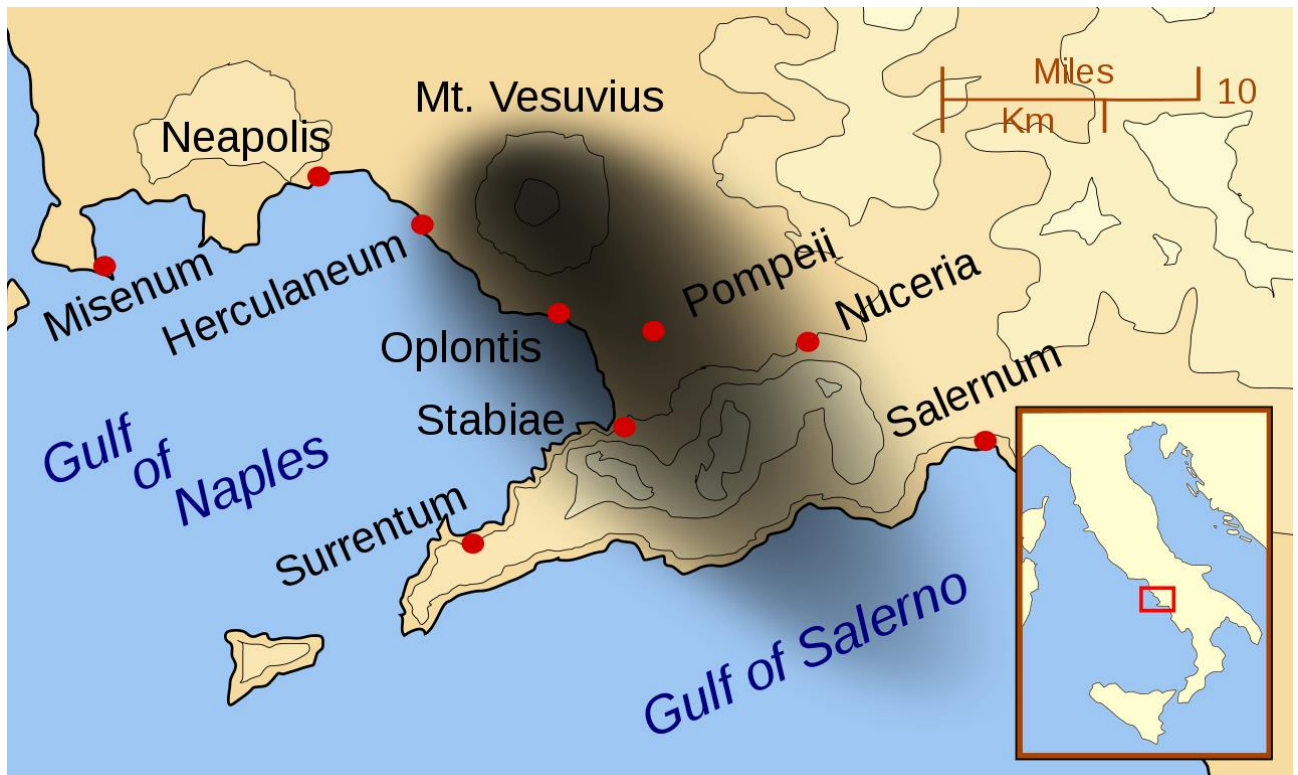 Mt. Vesuvius
Miles
10
Km
Neapolis
Misenum
Herculaneum
Pompeii
Nuceria
Oplontis
Stabiae
Salernum
Surrentum
Gulf
of
Naples
Gulf of Salerno